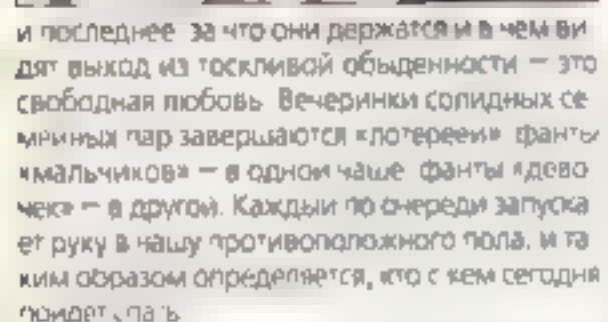 и последнее за что они держатся и в чем ви
дят выход из тоскливой обыденности — это
свободная любовь Вечеринки солидных се
мейных пар завершаются «лотереей» фанты
«мальчиков» — в одной чаше фанты «дево
чек» — в другой. Каждый по очереди запуска
ет руку в чашу противоположного пола. и та
ким образом определяется, кто с кем сегодня
пойдет спать